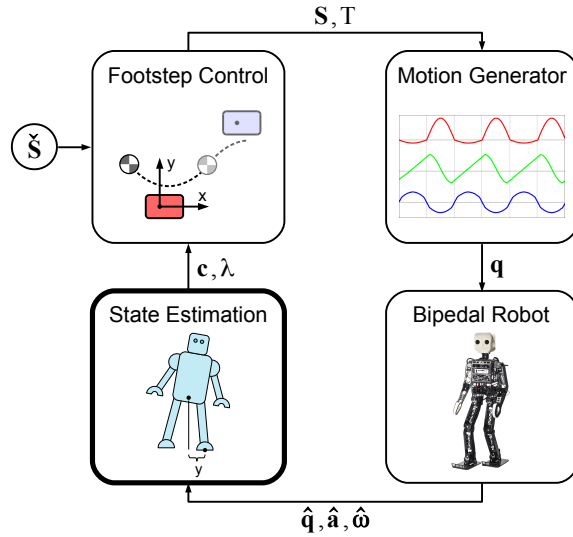 S, T
Footstep Control
Motion Generator
Š
y
x
c, λ
q
State Estimation
Bipedal Robot
y
q̂, â, ω̂